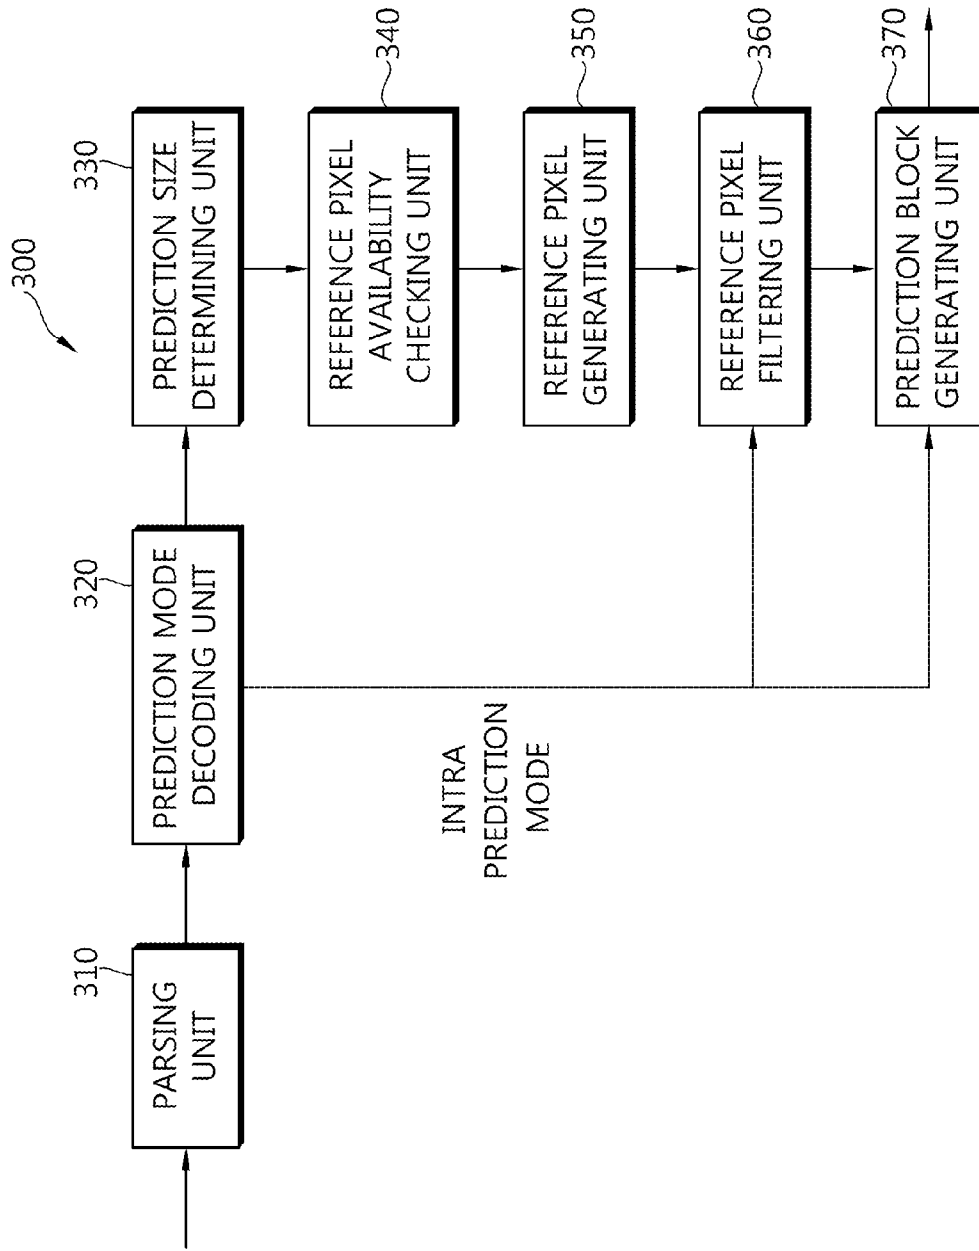 300
310
PARSING
UNIT
320
PREDICTION MODE
DECODING UNIT
330
PREDICTION SIZE
DETERMINING UNIT
340
REFERENCE PIXEL
AVAILABILITY
CHECKING UNIT
350
REFERENCE PIXEL
GENERATING UNIT
INTRA
PREDICTION
MODE
360
REFERENCE PIXEL
FILTERING UNIT
370
PREDICTION BLOCK
GENERATING UNIT